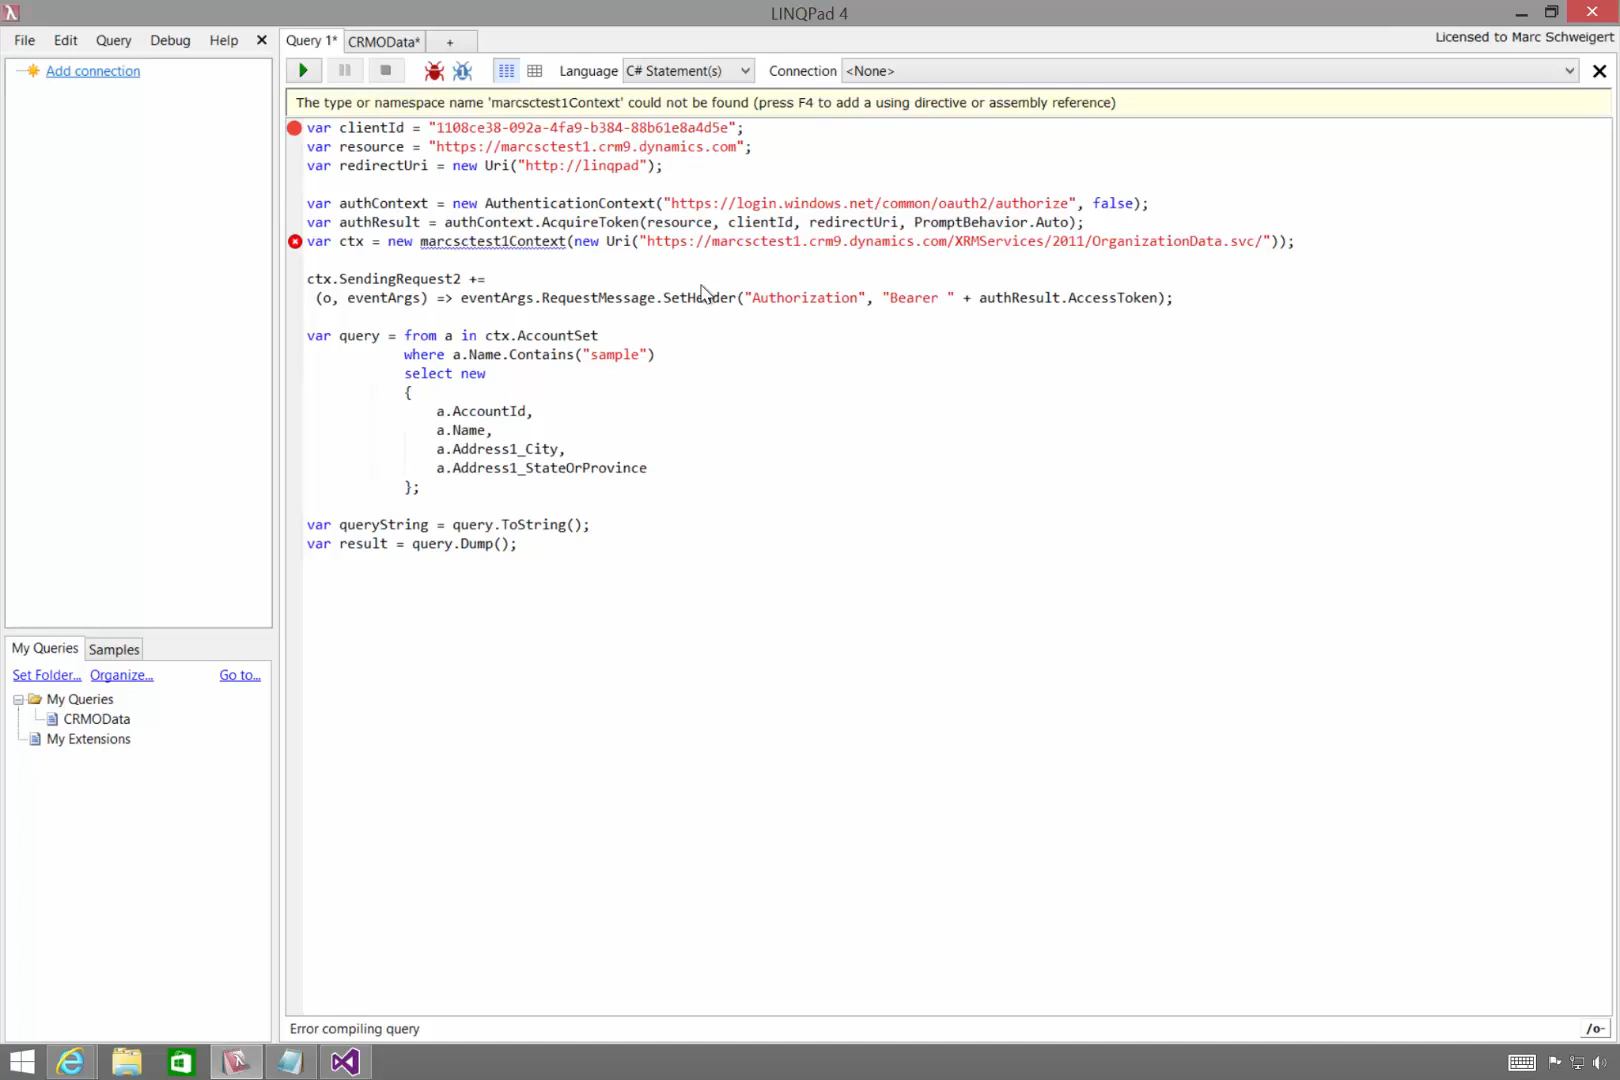 LINQPad 4
File Edit Query Debug Help
Query 1* CRMOData* +
Licensed to Marc Schweigert
Add connection
Language C# Statement(s) Connection <None>
The type or namespace name 'marcsctest1Context' could not be found (press F4 to add a using directive or assembly reference)
var clientId = "1108ce38-092a-4fa9-b384-88b61e8a4d5e";
var resource = "https://marcsctest1.crm9.dynamics.com";
var redirectUri = new Uri("http://linqpad");
var authContext = new AuthenticationContext("https://login.windows.net/common/oauth2/authorize", false);
var authResult = authContext.AcquireToken(resource, clientId, redirectUri, PromptBehavior.Auto);
var ctx = new marcsctest1Context(new Uri("https://marcsctest1.crm9.dynamics.com/XRMServices/2011/OrganizationData.svc/"));
ctx.SendingRequest2 +=
(o, eventArgs) => eventArgs.RequestMessage.SetHeader("Authorization", "Bearer " + authResult.AccessToken);
var query = from a in ctx.AccountSet
where a.Name.Contains("sample")
select new
{
a.AccountId,
a.Name,
a.Address1_City,
a.Address1_StateOrProvince
};
var queryString = query.ToString();
var result = query.Dump();
My Queries Samples
Set Folder... Organize... Go to...
My Queries
CRMOData
My Extensions
Error compiling query
/o-